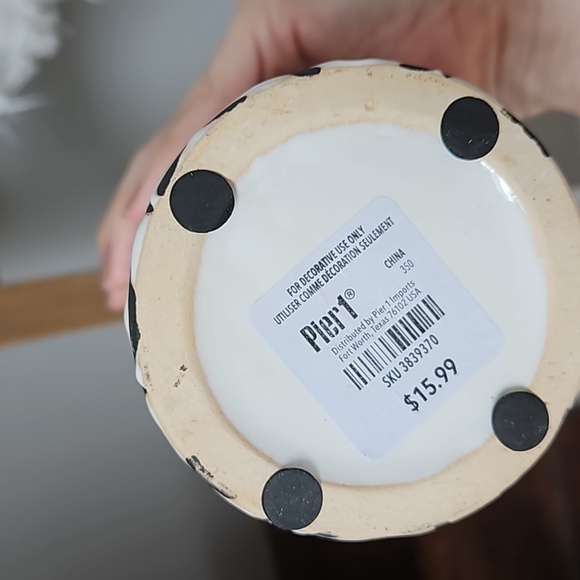 FOR DECORATIVE USE ONLY
UTILISER COMME DÉCORATION SEULEMENT
CHINA
350
Pier1®
Distributed by Pier 1 Imports
Fort Worth, Texas 76102 USA
SKU 3839370
$15.99